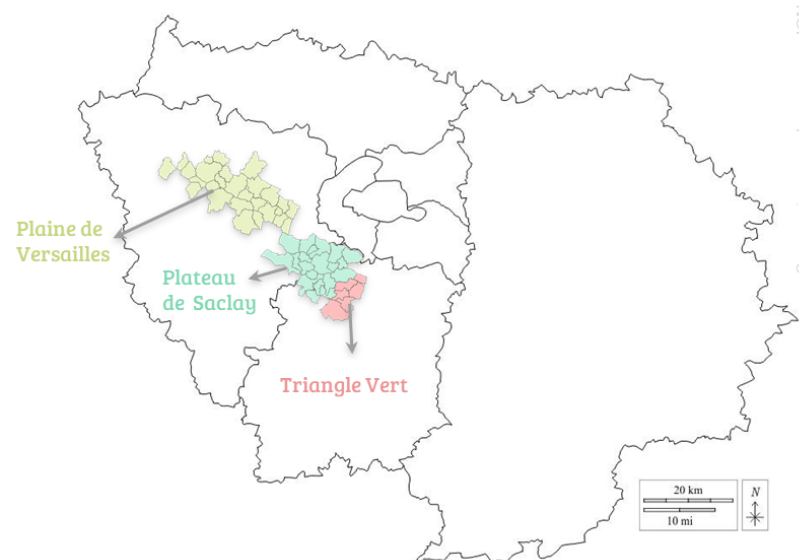 Plaine de
Versailles
Plateau
de Saclay
Triangle Vert
20 km
10 mi
N